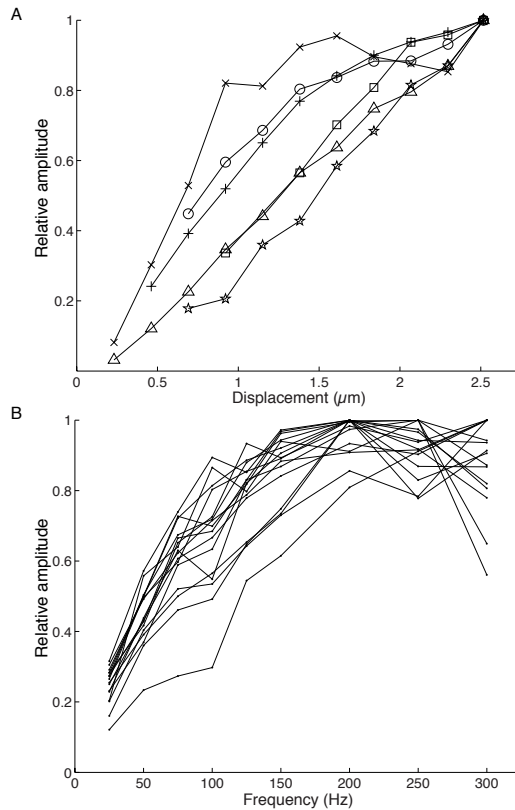 A
1
0.8
0.6
0.4
0.2
Relative amplitude
0 0.5 1 1.5 2 2.5
Displacement (µm)
B
1
0.8
0.6
0.4
0.2
0
Relative amplitude
0 50 100 150 200 250 300
Frequency (Hz)